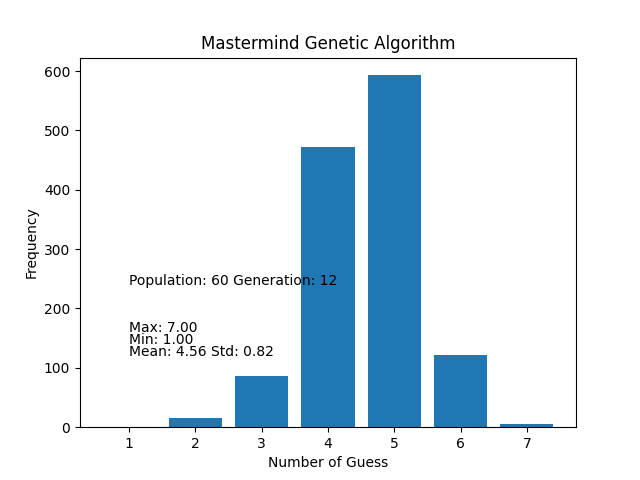 Mastermind Genetic Algorithm
600
500
400
300
200
100
0
Frequency
Population: 60 Generation: 12
Max: 7.00
Min: 1.00
Mean: 4.56 Std: 0.82
1 2 3 4 5 6 7
Number of Guess